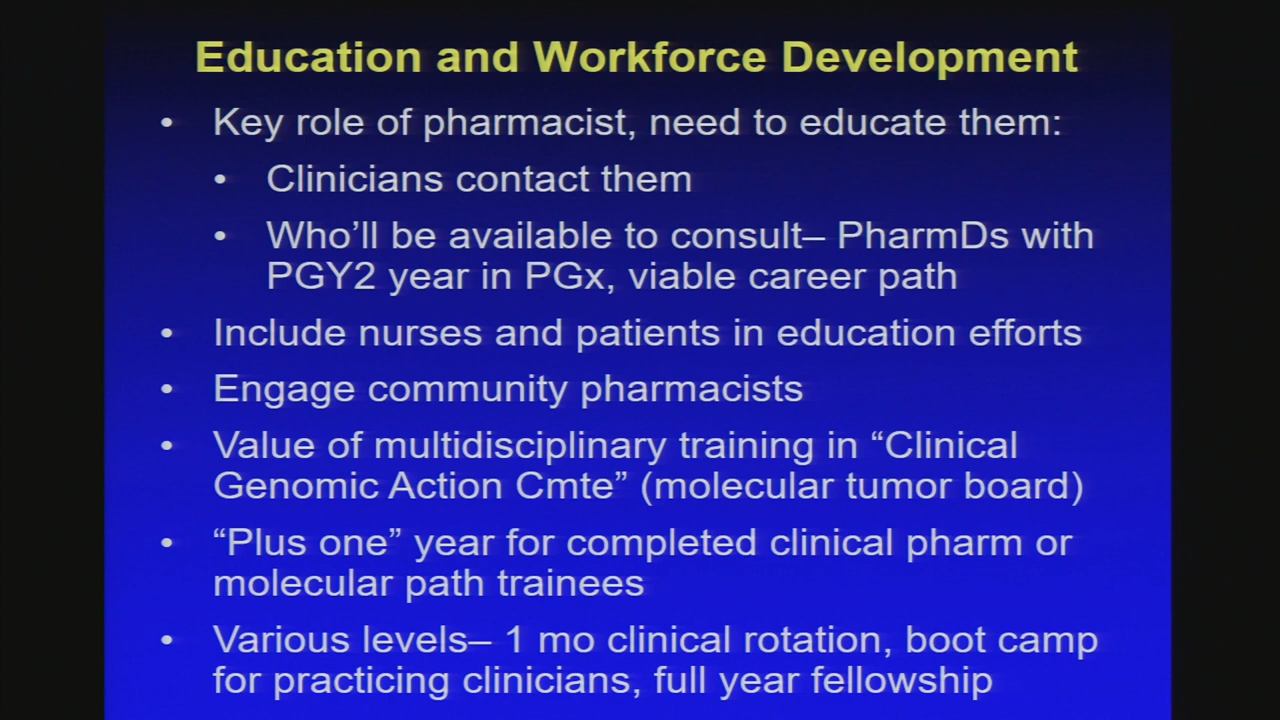 Education and Workforce Development
• Key role of pharmacist, need to educate them:
• Clinicians contact them
• Who’ll be available to consult– PharmDs with
PGY2 year in PGx, viable career path
• Include nurses and patients in education efforts
• Engage community pharmacists
• Value of multidisciplinary training in “Clinical
Genomic Action Cmte” (molecular tumor board)
• “Plus one” year for completed clinical pharm or
molecular path trainees
• Various levels– 1 mo clinical rotation, boot camp
for practicing clinicians, full year fellowship